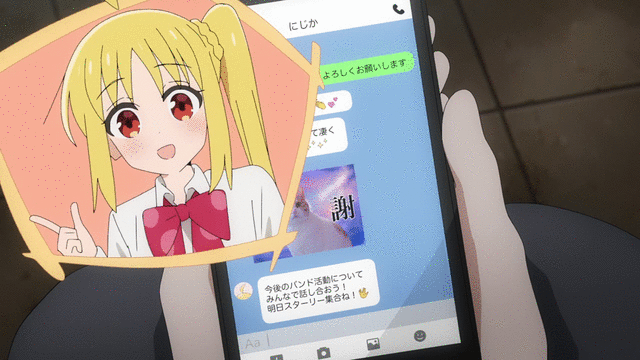 にじか
よろしくお願いします
て凄く
謝
今後のバンド活動について
みんなで話し合おう！
明日スターリー集合ね！
Aa